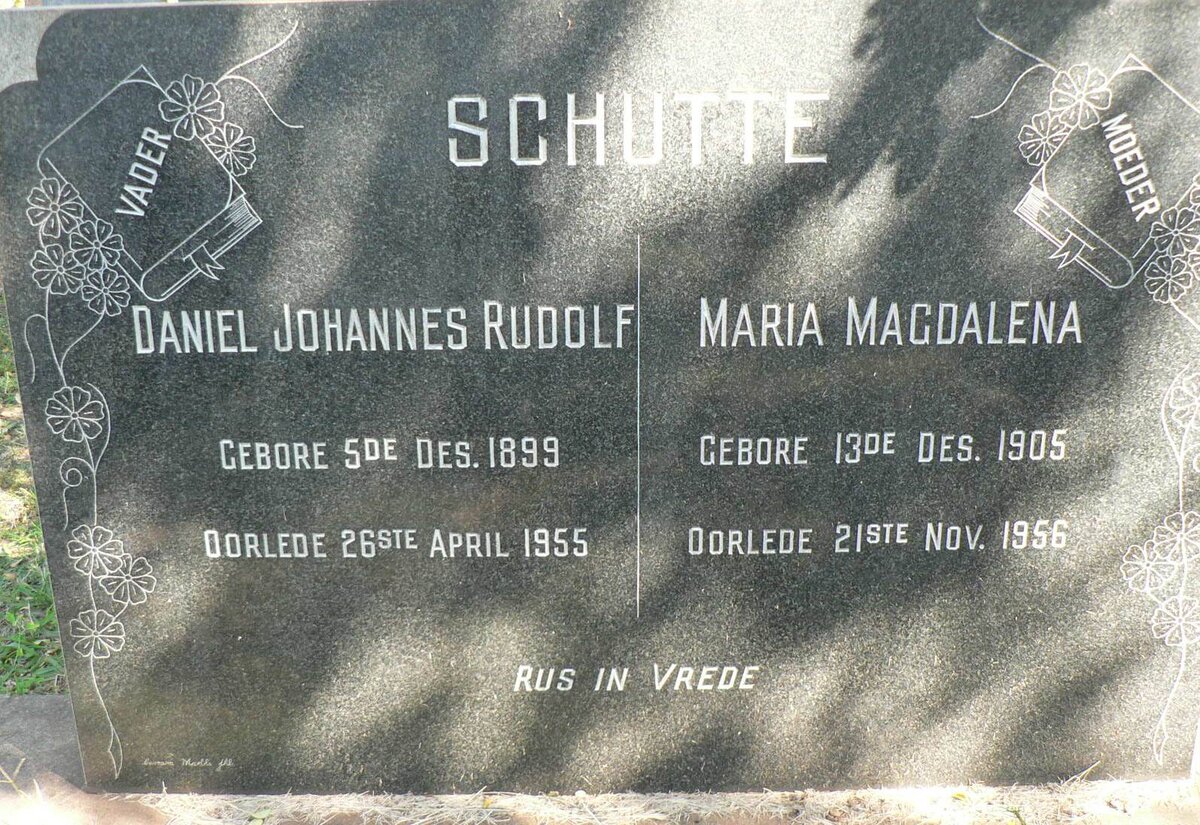 SCHUTTE
VADER
MOEDER
DANIEL JOHANNES RUDOLF
GEBORE 5DE DES. 1899
OORLEDE 26STE APRIL 1955
MARIA MAGDALENA
GEBORE 13DE DES. 1905
OORLEDE 21STE NOV. 1956
RUS IN VREDE